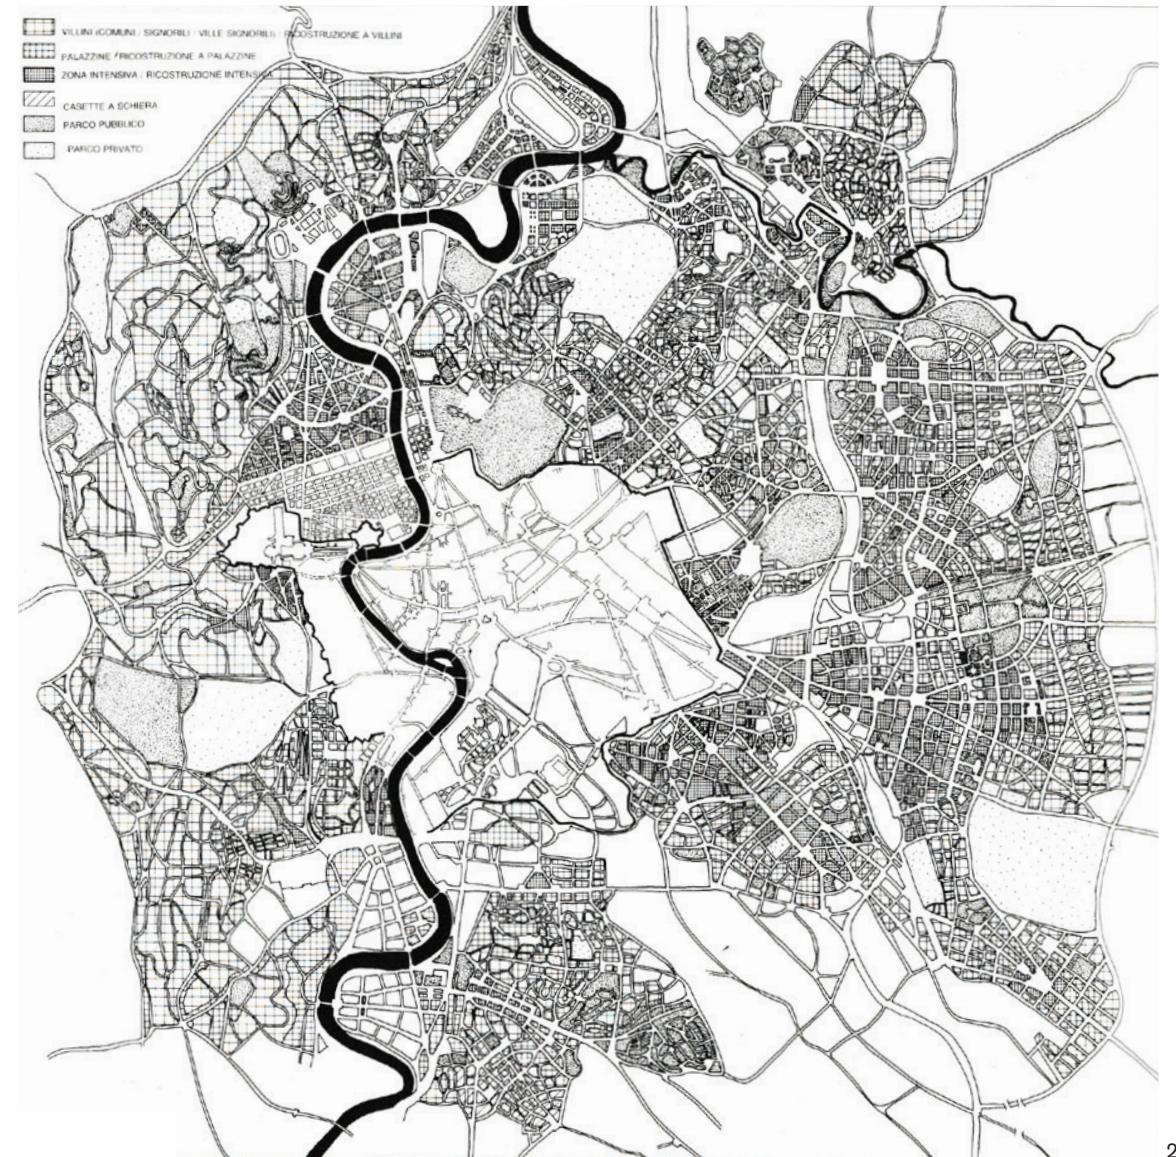 VILLINI (COMUNI / SIGNORILI / VILLE SIGNORILI) / RICOSTRUZIONE A VILLINI
PALAZZINE / RICOSTRUZIONE A PALAZZINE
ZONA INTENSIVA / RICOSTRUZIONE INTENSIVA
CASETTE A SCHIERA
PARCO PUBBLICO
PARCO PRIVATO
2